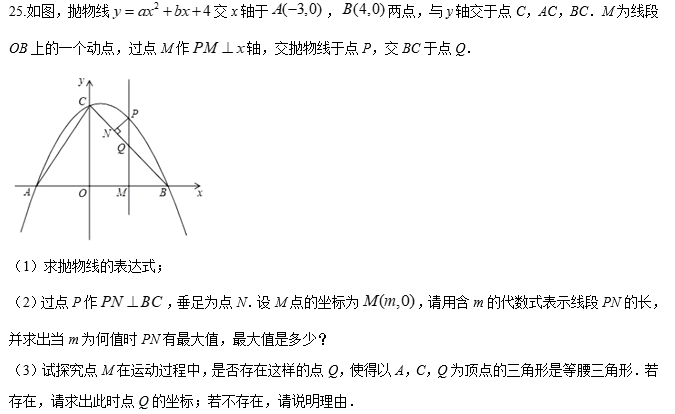 25.如图，抛物线 y = ax² + bx + 4 交 x 轴于 A(−3,0) ，B(4,0) 两点，与 y 轴交于点 C，AC，BC．M 为线段
OB 上的一个动点，过点 M 作 PM ⊥ x 轴，交抛物线于点 P，交 BC 于点 Q．
y
C
P
N
Q
A O M B x
（1）求抛物线的表达式；
（2）过点 P 作 PN ⊥ BC ，垂足为点 N．设 M 点的坐标为 M(m,0) ，请用含 m 的代数式表示线段 PN 的长，
并求出当 m 为何值时 PN 有最大值，最大值是多少？
（3）试探究点 M 在运动过程中，是否存在这样的点 Q，使得以 A，C，Q 为顶点的三角形是等腰三角形．若
存在，请求出此时点 Q 的坐标；若不存在，请说明理由．